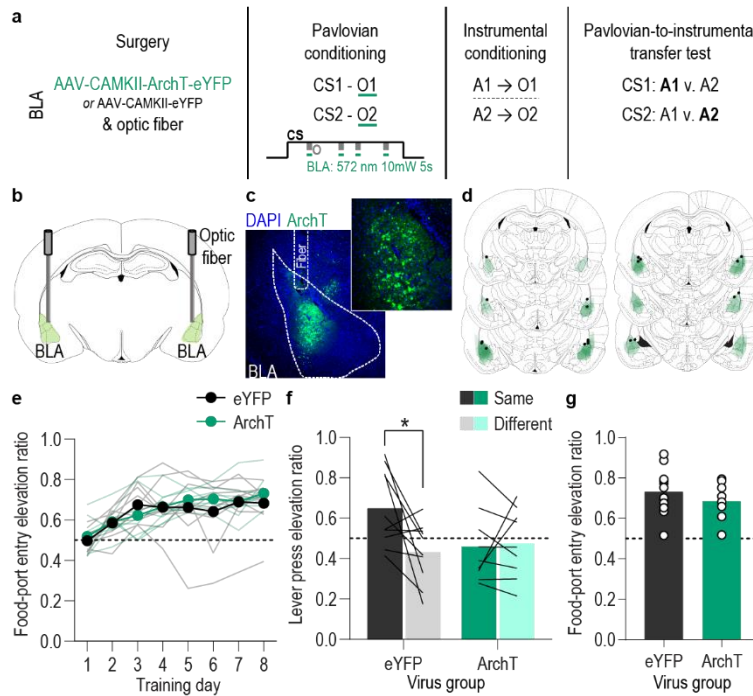 a
Surgery
AAV-CAMKII-ArchT-eYFP
or AAV-CAMKII-eYFP
& optic fiber
BLA
Pavlovian
conditioning
CS1 - O1
CS2 - O2
CS
O
BLA: 572 nm 10mW 5s
Instrumental
conditioning
A1 → O1
A2 → O2
Pavlovian-to-instrumenta
transfer test
CS1: A1 v. A2
CS2: A1 v. A2
b
Optic
fiber
BLA
BLA
c
DAPI ArchT
Fiber
BLA
d
e
eYFP
ArchT
Food-port entry elevation ratio
1.0
0.8
0.6
0.4
0.2
0.0
1 2 3 4 5 6 7 8
Training day
f
Same
Different
*
Lever press elevation ratio
1.0
0.8
0.6
0.4
0.2
0.0
eYFP ArchT
Virus group
g
Food-port entry elevation ratio
1.0
0.8
0.6
0.4
0.2
0.0
eYFP ArchT
Virus group